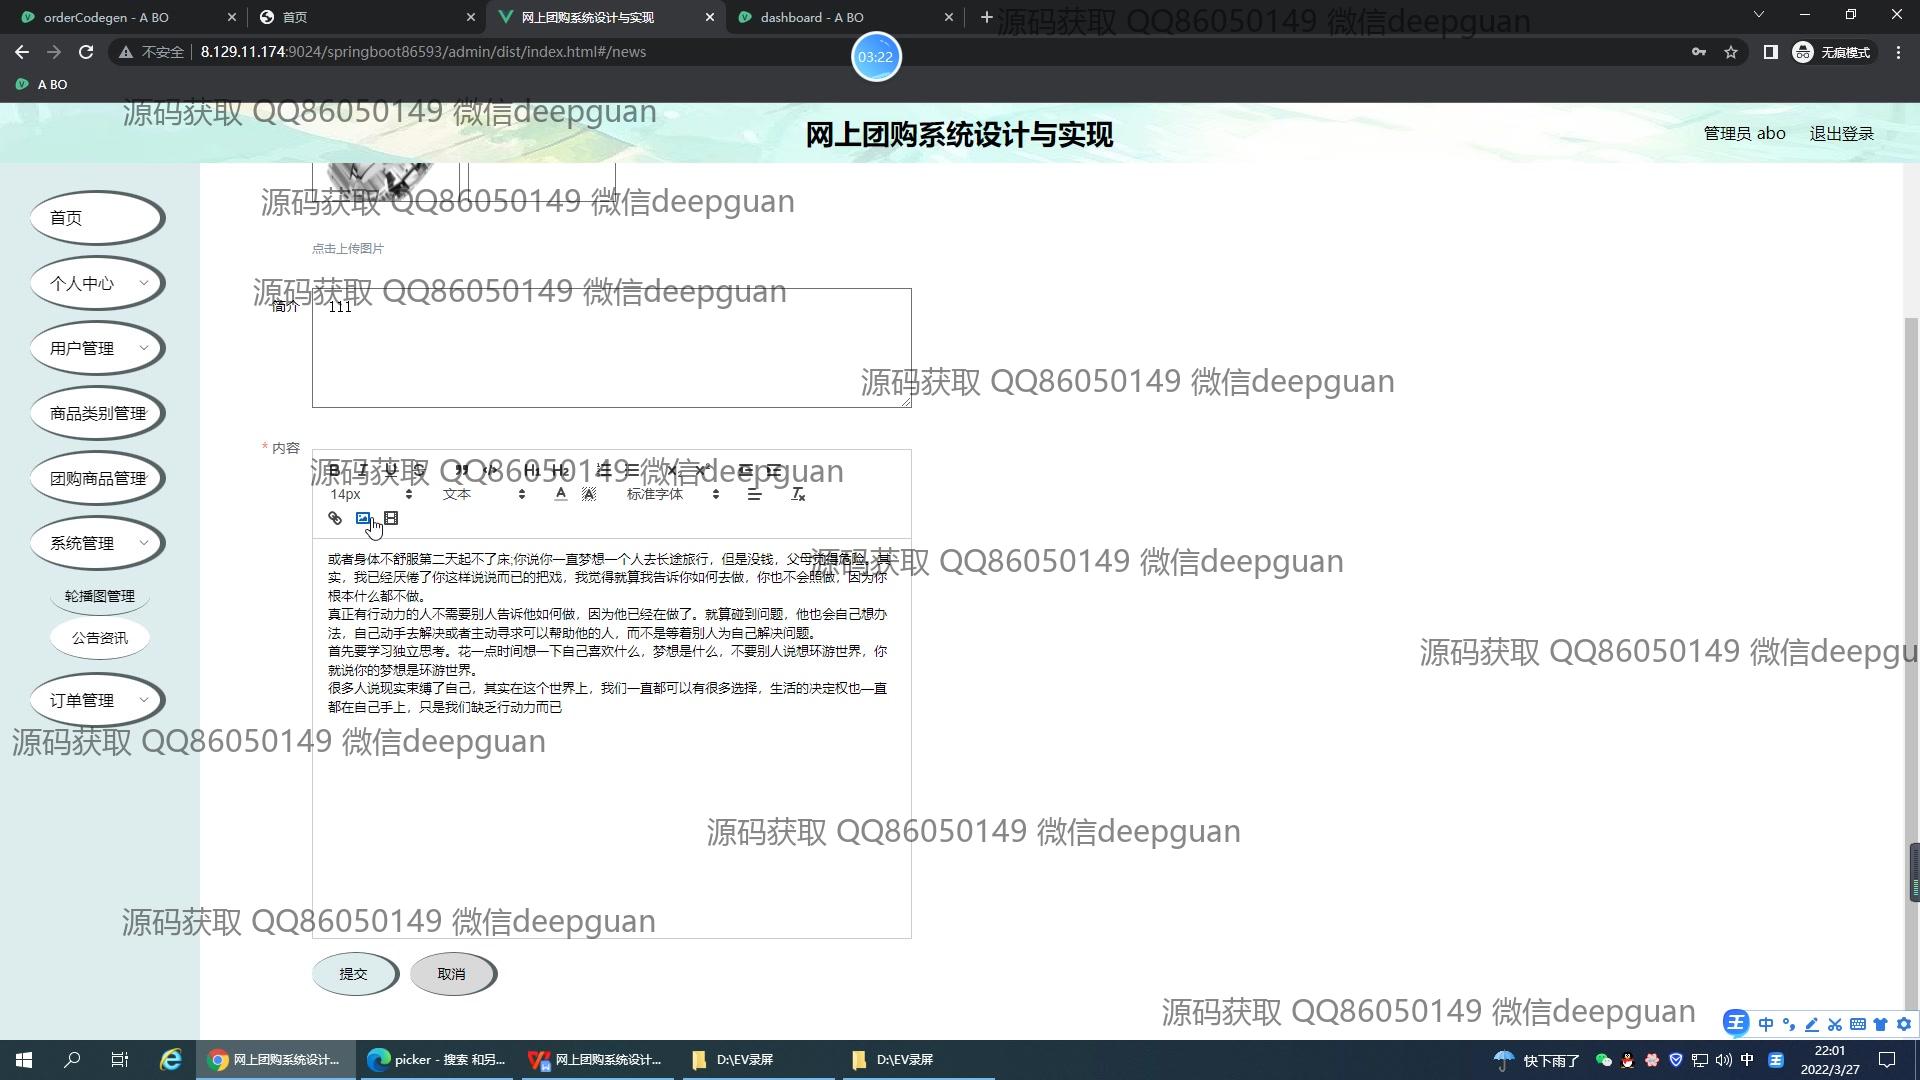 orderCodegen - A BO
首页
网上团购系统设计与实现
dashboard - A BO
源码获取 QQ86050149 微信deepguan
不安全
8.129.11.174:9024/springboot86593/admin/dist/index.html#/news
03:22
无痕模式
A BO
源码获取 QQ86050149 微信deepguan
网上团购系统设计与实现
管理员 abo
退出登录
源码获取 QQ86050149 微信deepguan
首页
点击上传图片
个人中心
源码获取 QQ86050149 微信deepguan
简介
111
用户管理
源码获取 QQ86050149 微信deepguan
商品类别管理
* 内容
源码获取 QQ86050149 微信deepguan
B I U S H1 H2
14px
文本
标准字体
团购商品管理
系统管理
源码获取 QQ86050149 微信deepguan
或者身体不舒服第二天起不了床;你说你一直梦想一个人去长途旅行，但是没钱，父母觉得危险。其
实，我已经厌倦了你这样说说而已的把戏，我觉得就算我告诉你如何去做，你也不会照做，因为你
根本什么都不做。
真正有行动力的人不需要别人告诉他如何做，因为他已经在做了。就算碰到问题，他也会自己想办
法，自己动手去解决或者主动寻求可以帮助他的人，而不是等着别人为自己解决问题。
首先要学习独立思考。花一点时间想一下自己喜欢什么，梦想是什么，不要别人说想环游世界，你
就说你的梦想是环游世界。
很多人说现实束缚了自己，其实在这个世界上，我们一直都可以有很多选择，生活的决定权也—直
都在自己手上，只是我们缺乏行动力而已
轮播图管理
公告资讯
源码获取 QQ86050149 微信deepgu
订单管理
源码获取 QQ86050149 微信deepguan
源码获取 QQ86050149 微信deepguan
源码获取 QQ86050149 微信deepguan
提交
取消
源码获取 QQ86050149 微信deepguan
王 中
网上团购系统设计...
picker - 搜索 和另...
网上团购系统设计...
D:\EV录屏
D:\EV录屏
快下雨了
中
王
22:01
2022/3/27